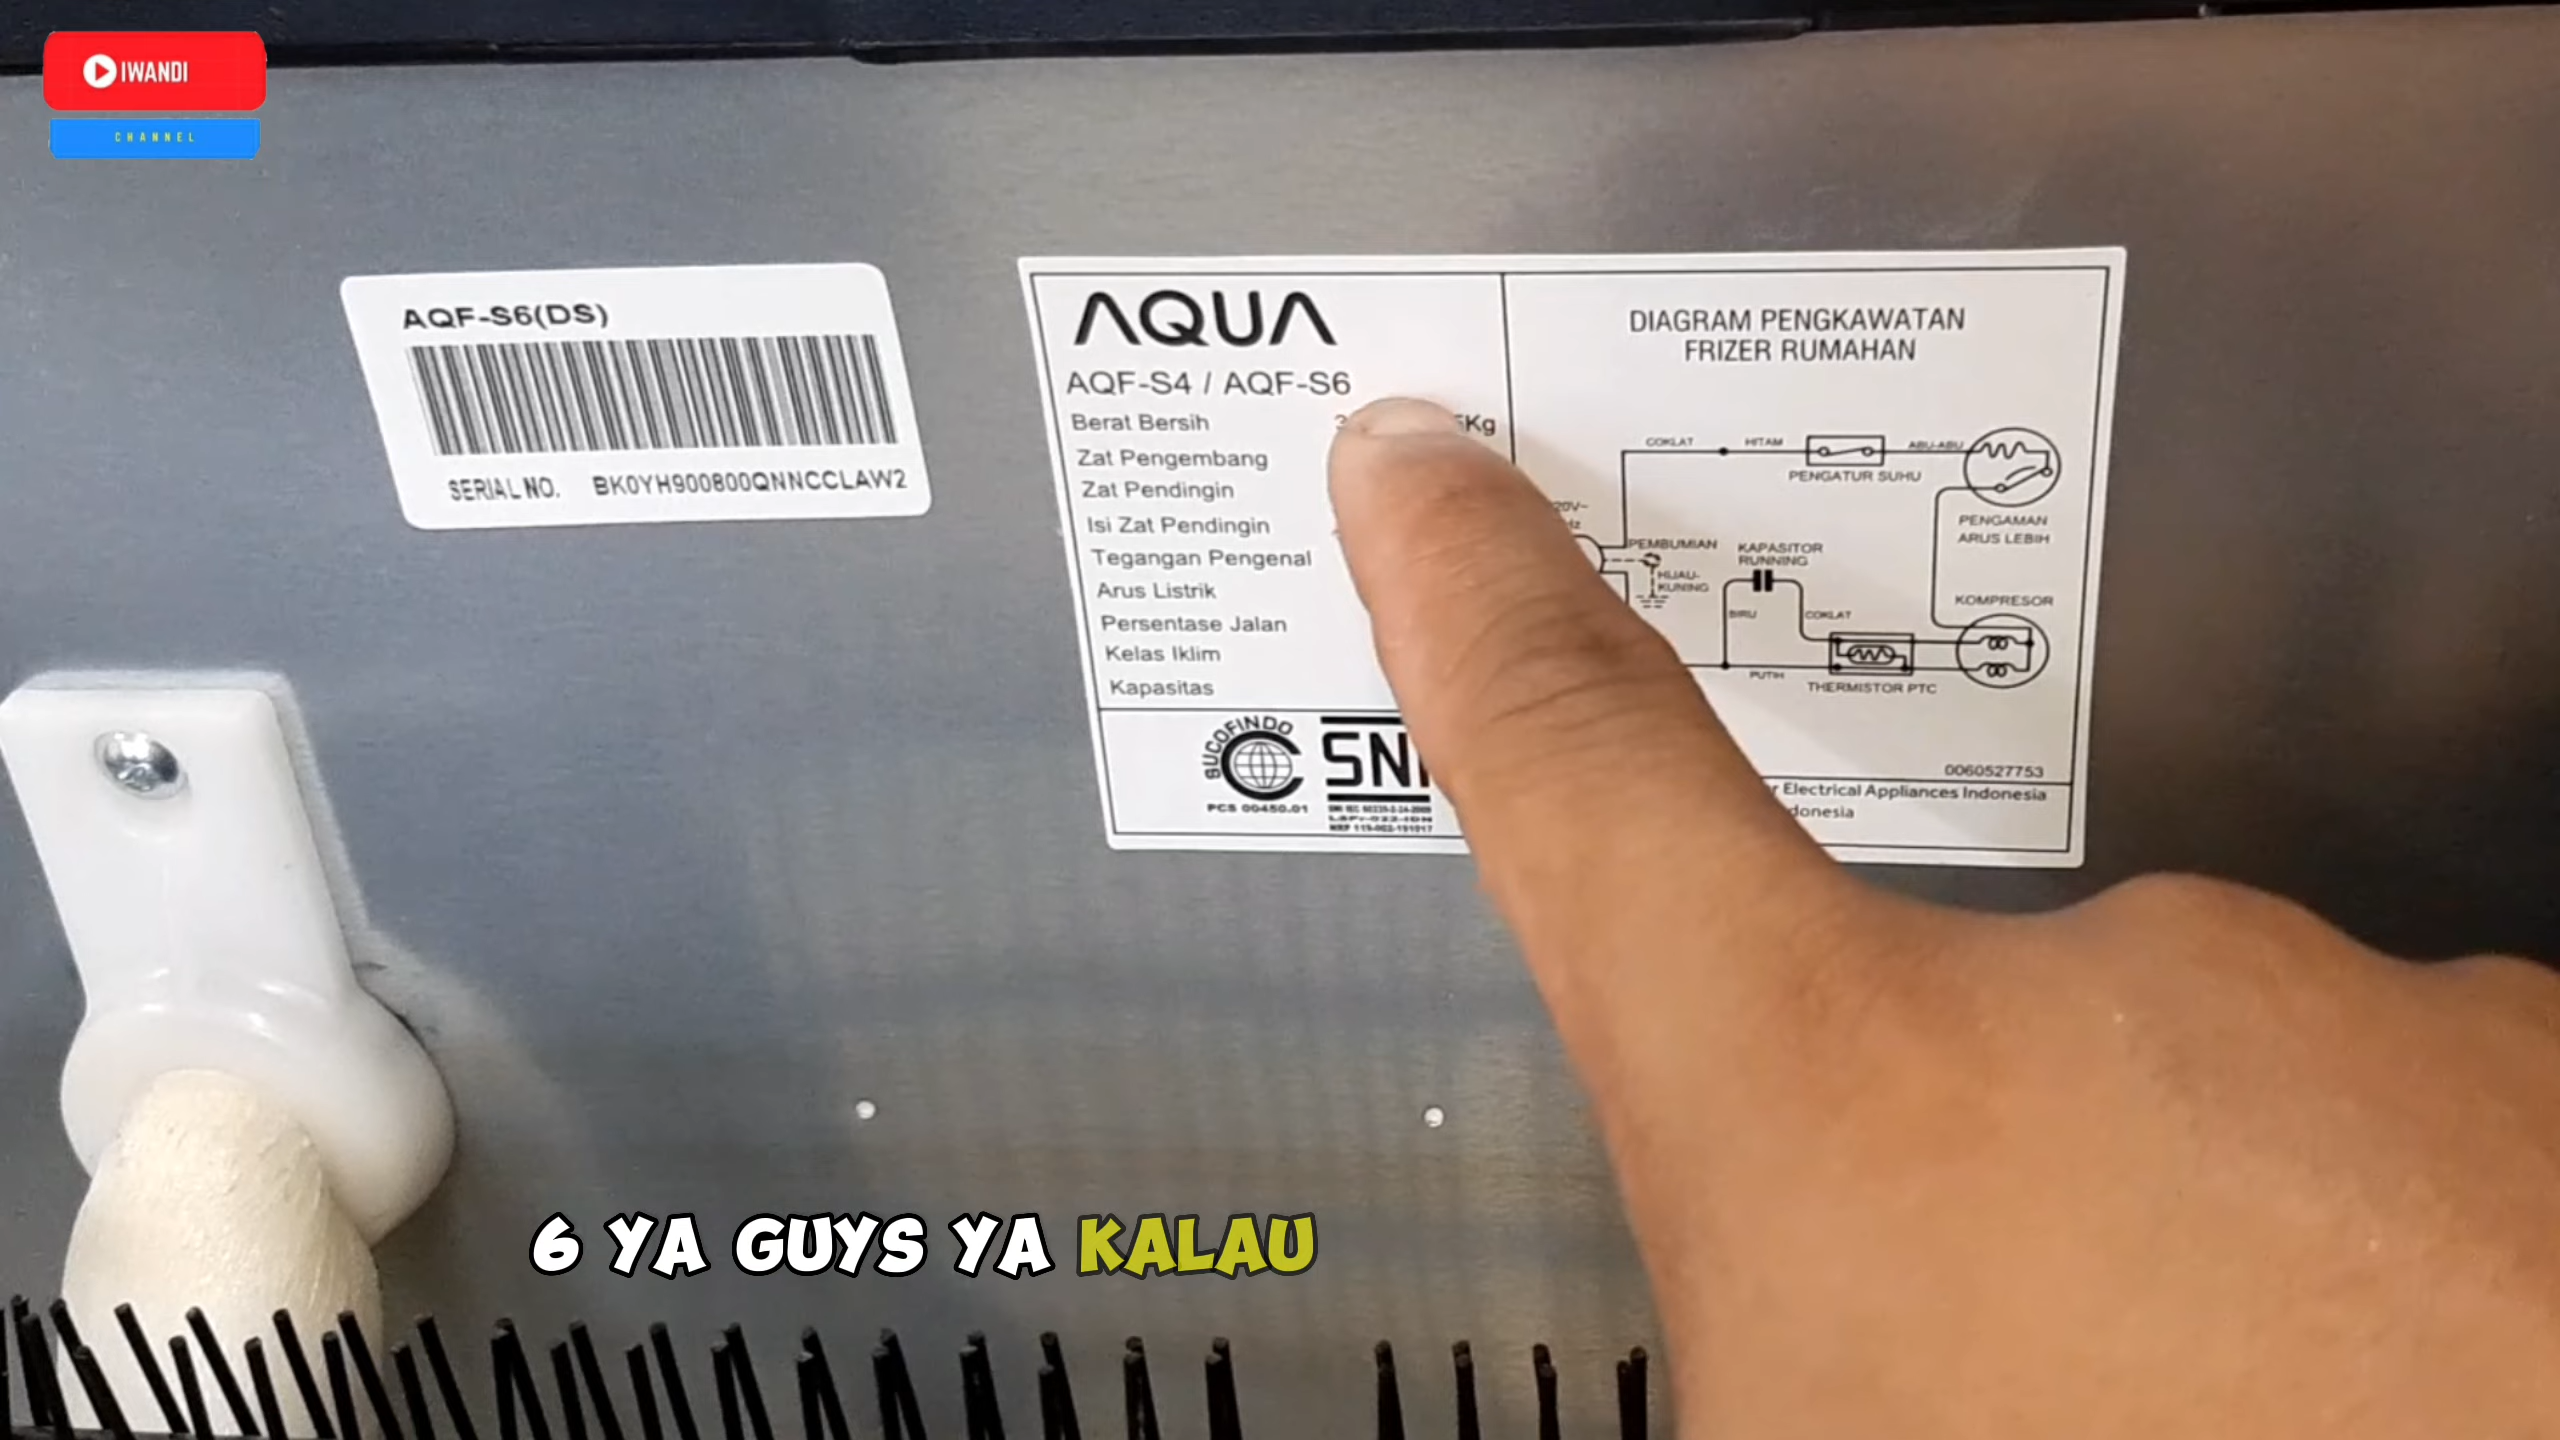 IWANDI
CHANNEL
AQF-S6(DS)
SERIAL NO. BK0YH900800QNNCCLAW2
AQUA
AQF-S4 / AQF-S6
Berat Bersih
Kg
Zat Pengembang
Zat Pendingin
Isi Zat Pendingin
Tegangan Pengenal
Arus Listrik
Persentase Jalan
Kelas Iklim
Kapasitas
SUCOFINDO
PCS 00450.01
SNI
DIAGRAM PENGKAWATAN
FRIZER RUMAHAN
COKLAT
HITAM
ABU-ABU
PENGATUR SUHU
PENGAMAN
ARUS LEBIH
20V~
Hz
PEMBUMIAN
HIJAU-
KUNING
KAPASITOR
RUNNING
BIRU
COKLAT
KOMPRESOR
PUTIH
THERMISTOR PTC
0060527753
Electrical Appliances Indonesia
donesia
6 YA GUYS YA KALAU